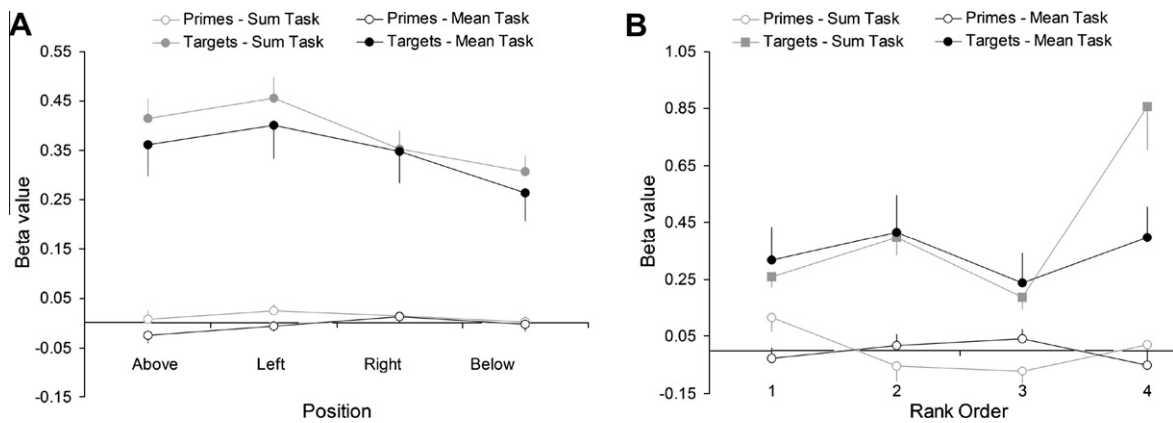 A
Primes - Sum Task
Primes - Mean Task
Targets - Sum Task
Targets - Mean Task
0.55
0.45
0.35
0.25
0.15
0.05
-0.05
-0.15
Beta value
Above
Left
Right
Below
Position
B
Primes - Sum Task
Primes - Mean Task
Targets - Sum Task
Targets - Mean Task
1.05
0.85
0.65
0.45
0.25
0.05
-0.15
Beta value
1
2
3
4
Rank Order